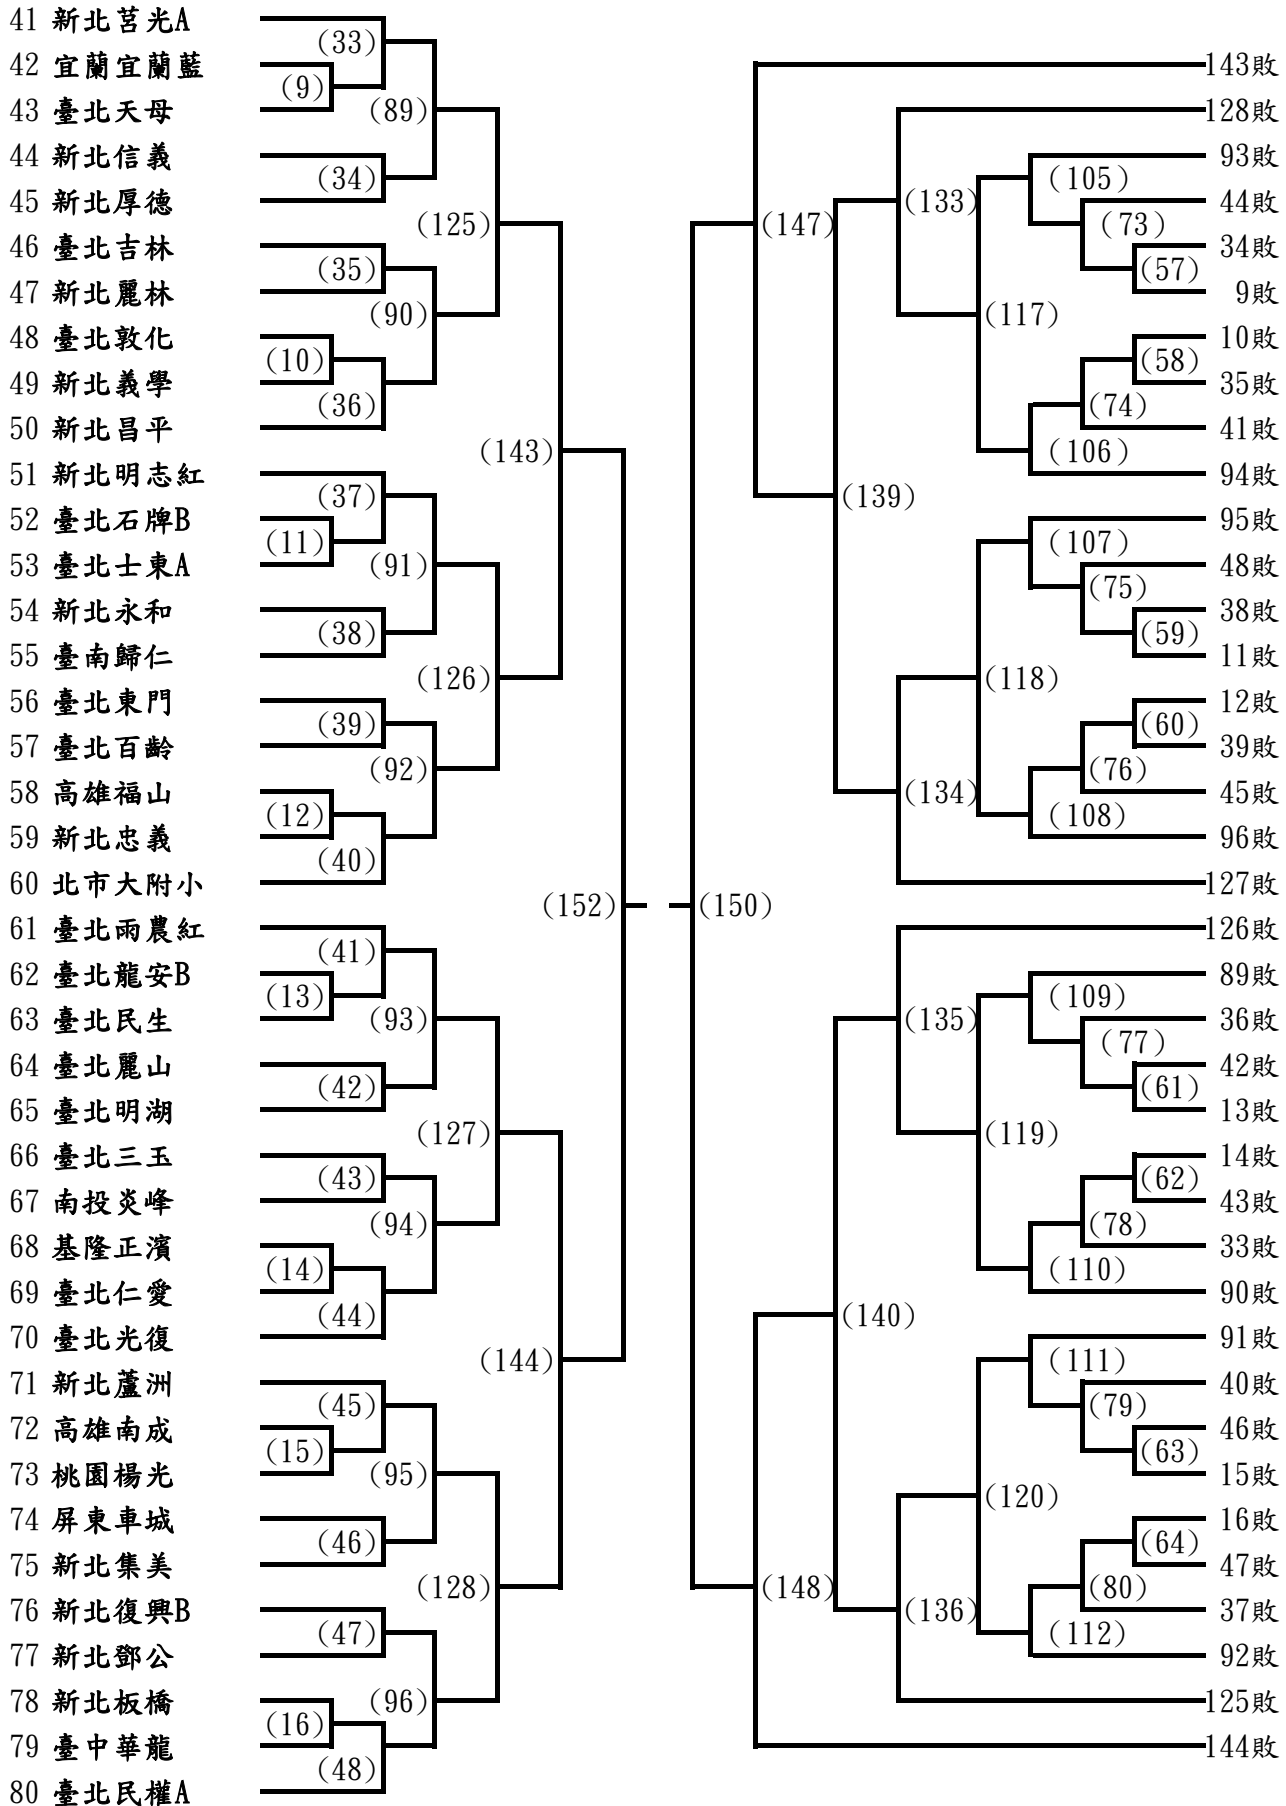 41 新北莒光A
(33)
42 宜蘭宜蘭藍
143敗
(9)
43 臺北天母
(89)
128敗
44 新北信義
93敗
(34)
(105)
45 新北厚德
(133)
44敗
(125)
(147)
(73)
46 臺北吉林
34敗
(35)
(57)
47 新北麗林
9敗
(90)
(117)
48 臺北敦化
10敗
(10)
(58)
49 新北義學
35敗
(36)
(74)
50 新北昌平
41敗
(143)
(106)
51 新北明志紅
94敗
(37)
(139)
52 臺北石牌B
95敗
(11)
(107)
53 臺北士東A
(91)
48敗
(75)
54 新北永和
38敗
(38)
(59)
55 臺南歸仁
11敗
(126)
(118)
56 臺北東門
12敗
(39)
(60)
57 臺北百齡
39敗
(92)
(76)
58 高雄福山
(134)
45敗
(12)
(108)
59 新北忠義
96敗
(40)
60 北市大附小
127敗
(152)
(150)
61 臺北雨農紅
126敗
(41)
62 臺北龍安B
89敗
(13)
(109)
63 臺北民生
(93)
(135)
36敗
(77)
64 臺北麗山
42敗
(42)
(61)
65 臺北明湖
13敗
(127)
(119)
66 臺北三玉
14敗
(43)
(62)
67 南投炎峰
43敗
(94)
(78)
68 基隆正濱
33敗
(14)
(110)
69 臺北仁愛
90敗
(44)
(140)
70 臺北光復
91敗
(144)
(111)
71 新北蘆洲
40敗
(45)
(79)
72 高雄南成
46敗
(15)
(63)
73 桃園楊光
(95)
15敗
(120)
74 屏東車城
16敗
(46)
(64)
75 新北集美
47敗
(128)
(148)
(80)
76 新北復興B
(136)
37敗
(47)
(112)
77 新北鄧公
92敗
78 新北板橋
(96)
125敗
(16)
79 臺中華龍
144敗
(48)
80 臺北民權A